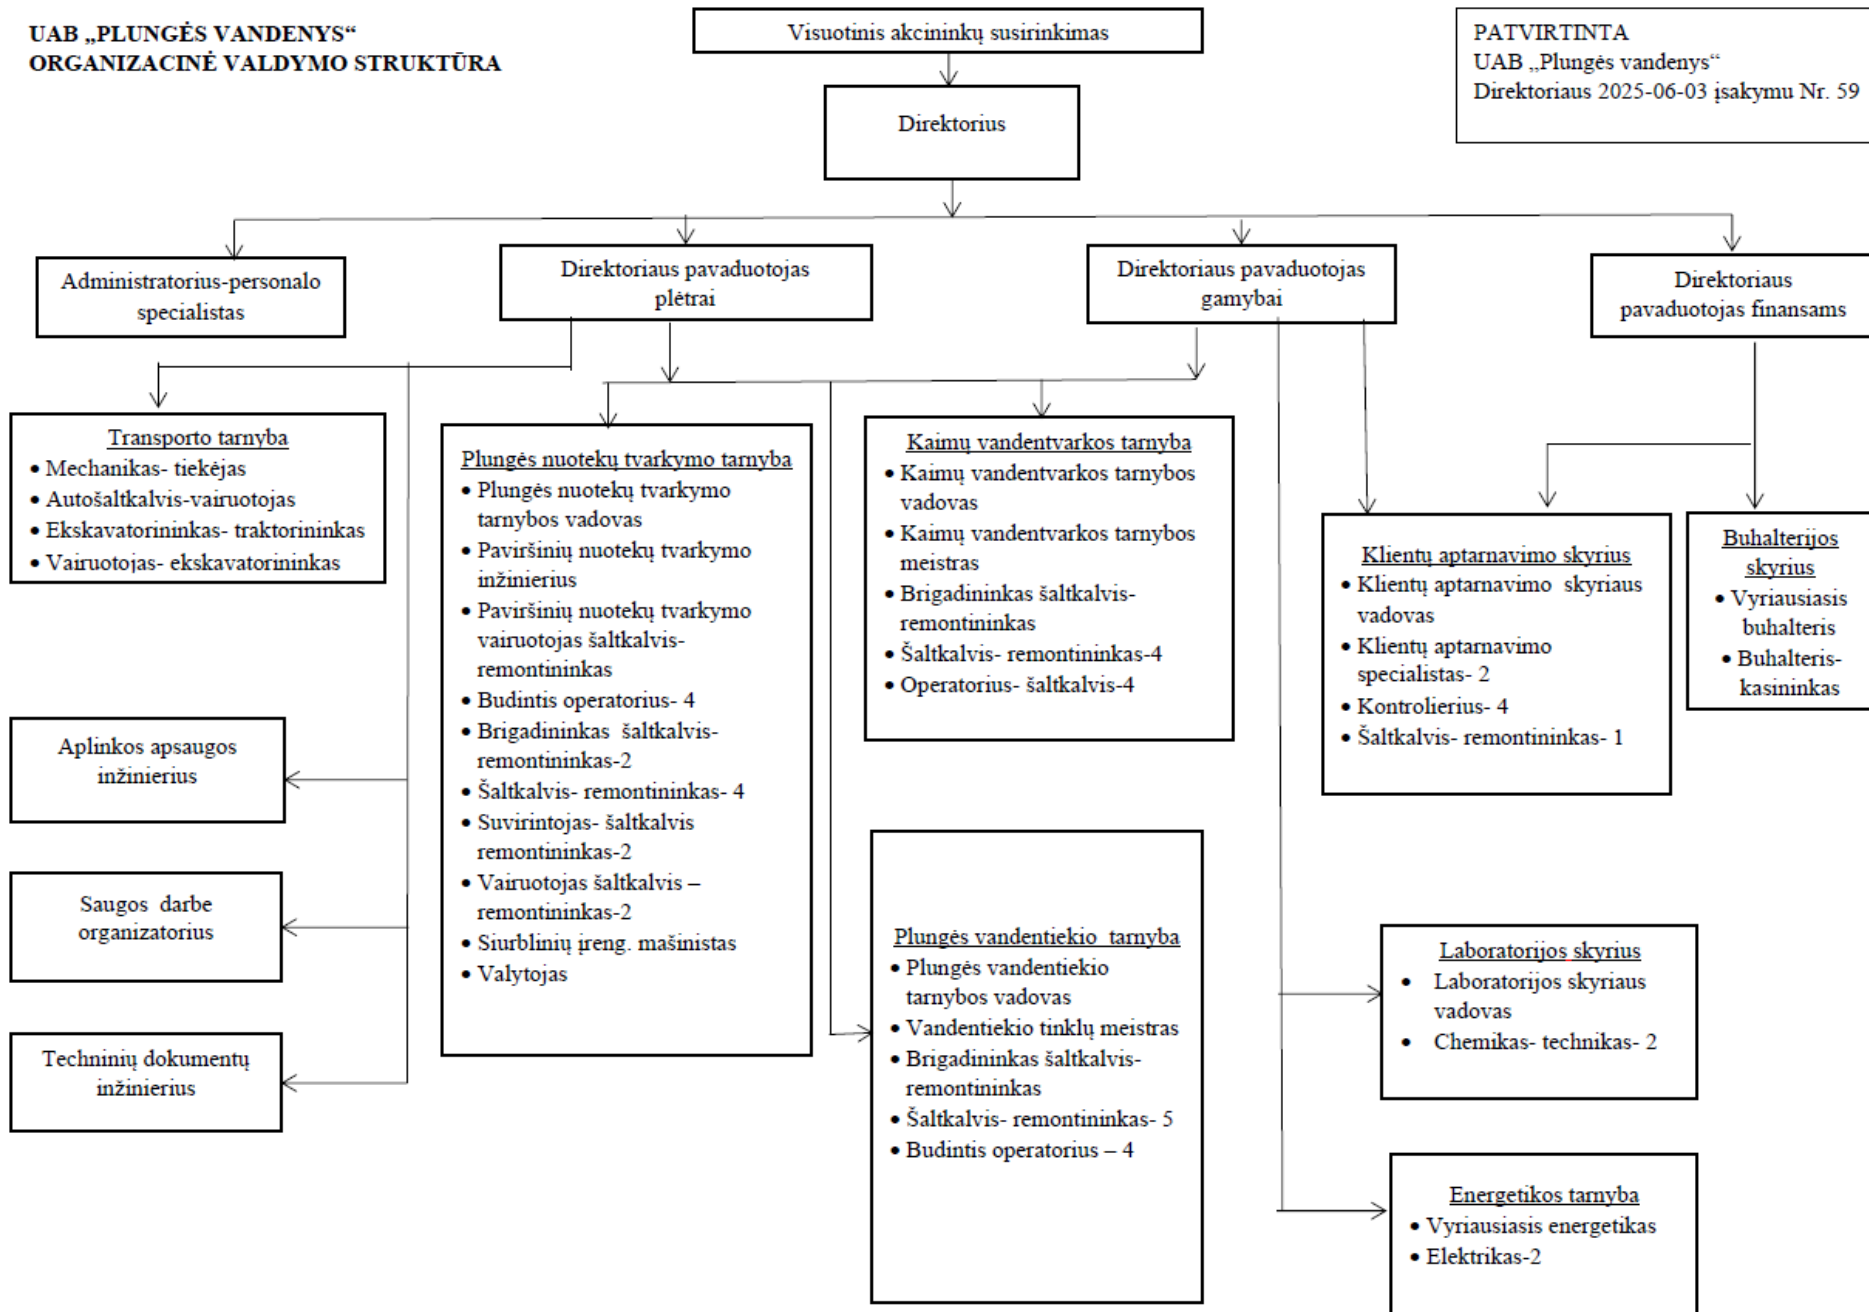 UAB „PLUNGĖS VANDENYS“
ORGANIZACINĖ VALDYMO STRUKTŪRA
Visuotinis akcininkų susirinkimas
PATVIRTINTA
UAB „Plungės vandenys“
Direktoriaus 2025-06-03 įsakymu Nr. 59
Direktorius
Administratorius-personalo
specialistas
Direktoriaus pavaduotojas
plėtrai
Direktoriaus pavaduotojas
gamybai
Direktoriaus
pavaduotojas finansams
Transporto tarnyba
• Mechanikas- tiekėjas
• Autošaltkalvis-vairuotojas
• Ekskavatorininkas- traktorininkas
• Vairuotojas- ekskavatorininkas
Plungės nuotekų tvarkymo tarnyba
• Plungės nuotekų tvarkymo
tarnybos vadovas
• Paviršinių nuotekų tvarkymo
inžinierius
• Paviršinių nuotekų tvarkymo
vairuotojas šaltkalvis-
remontininkas
• Budintis operatorius- 4
• Brigadininkas šaltkalvis-
remontininkas-2
• Šaltkalvis- remontininkas- 4
• Suvirintojas- šaltkalvis
remontininkas-2
• Vairuotojas šaltkalvis –
remontininkas-2
• Siurblinių įreng. mašinistas
• Valytojas
Kaimų vandentvarkos tarnyba
• Kaimų vandentvarkos tarnybos
vadovas
• Kaimų vandentvarkos tarnybos
meistras
• Brigadininkas šaltkalvis-
remontininkas
• Šaltkalvis- remontininkas-4
• Operatorius- šaltkalvis-4
Klientų aptarnavimo skyrius
• Klientų aptarnavimo skyriaus
vadovas
• Klientų aptarnavimo
specialistas- 2
• Kontrolierius- 4
• Šaltkalvis- remontininkas- 1
Buhalterijos
skyrius
• Vyriausiasis
buhalteris
• Buhalteris-
kasininkas
Aplinkos apsaugos
inžinierius
Saugos darbe
organizatorius
Techninių dokumentų
inžinierius
Plungės vandentiekio tarnyba
• Plungės vandentiekio
tarnybos vadovas
• Vandentiekio tinklų meistras
• Brigadininkas šaltkalvis-
remontininkas
• Šaltkalvis- remontininkas- 5
• Budintis operatorius – 4
Laboratorijos skyrius
• Laboratorijos skyriaus
vadovas
• Chemikas- technikas- 2
Energetikos tarnyba
• Vyriausiasis energetikas
• Elektrikas-2